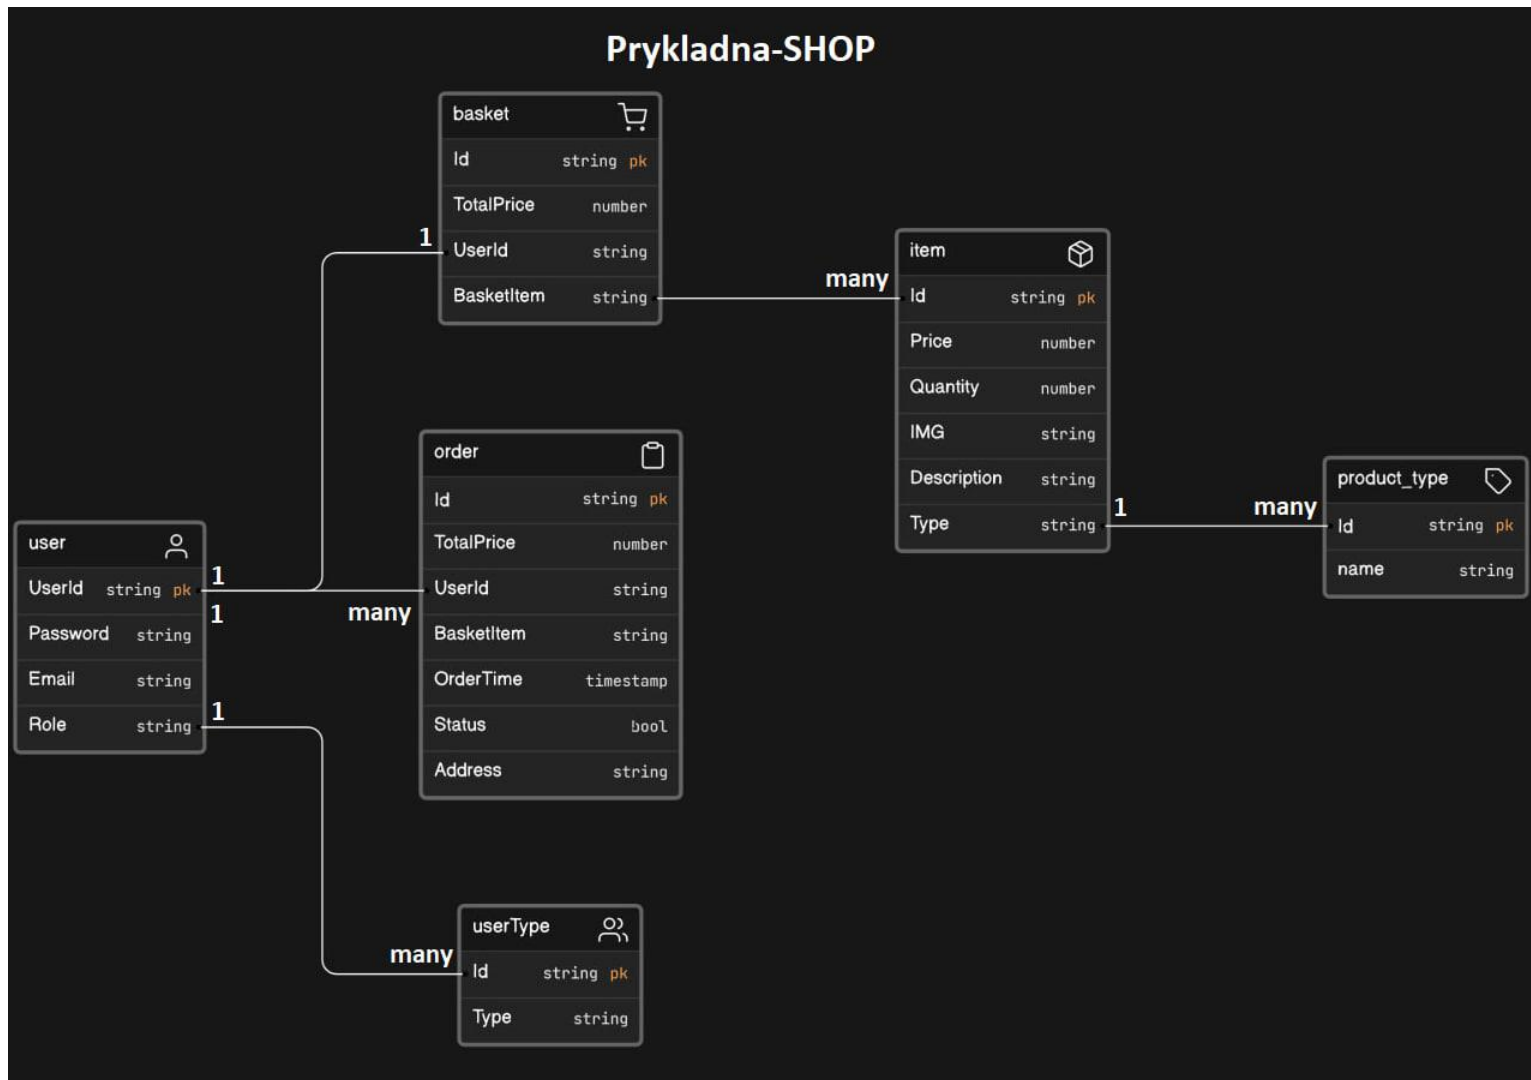 Prykladna-SHOP
basket
Id string pk
TotalPrice number
1
UserId string
BasketItem string
many
item
Id string pk
Price number
Quantity number
IMG string
Description string
Type string
1
many
product_type
Id string pk
name string
order
Id string pk
TotalPrice number
UserId string
BasketItem string
OrderTime timestamp
Status bool
Address string
user
UserId string pk
1
1
many
Password string
Email string
Role string
1
userType
many
Id string pk
Type string